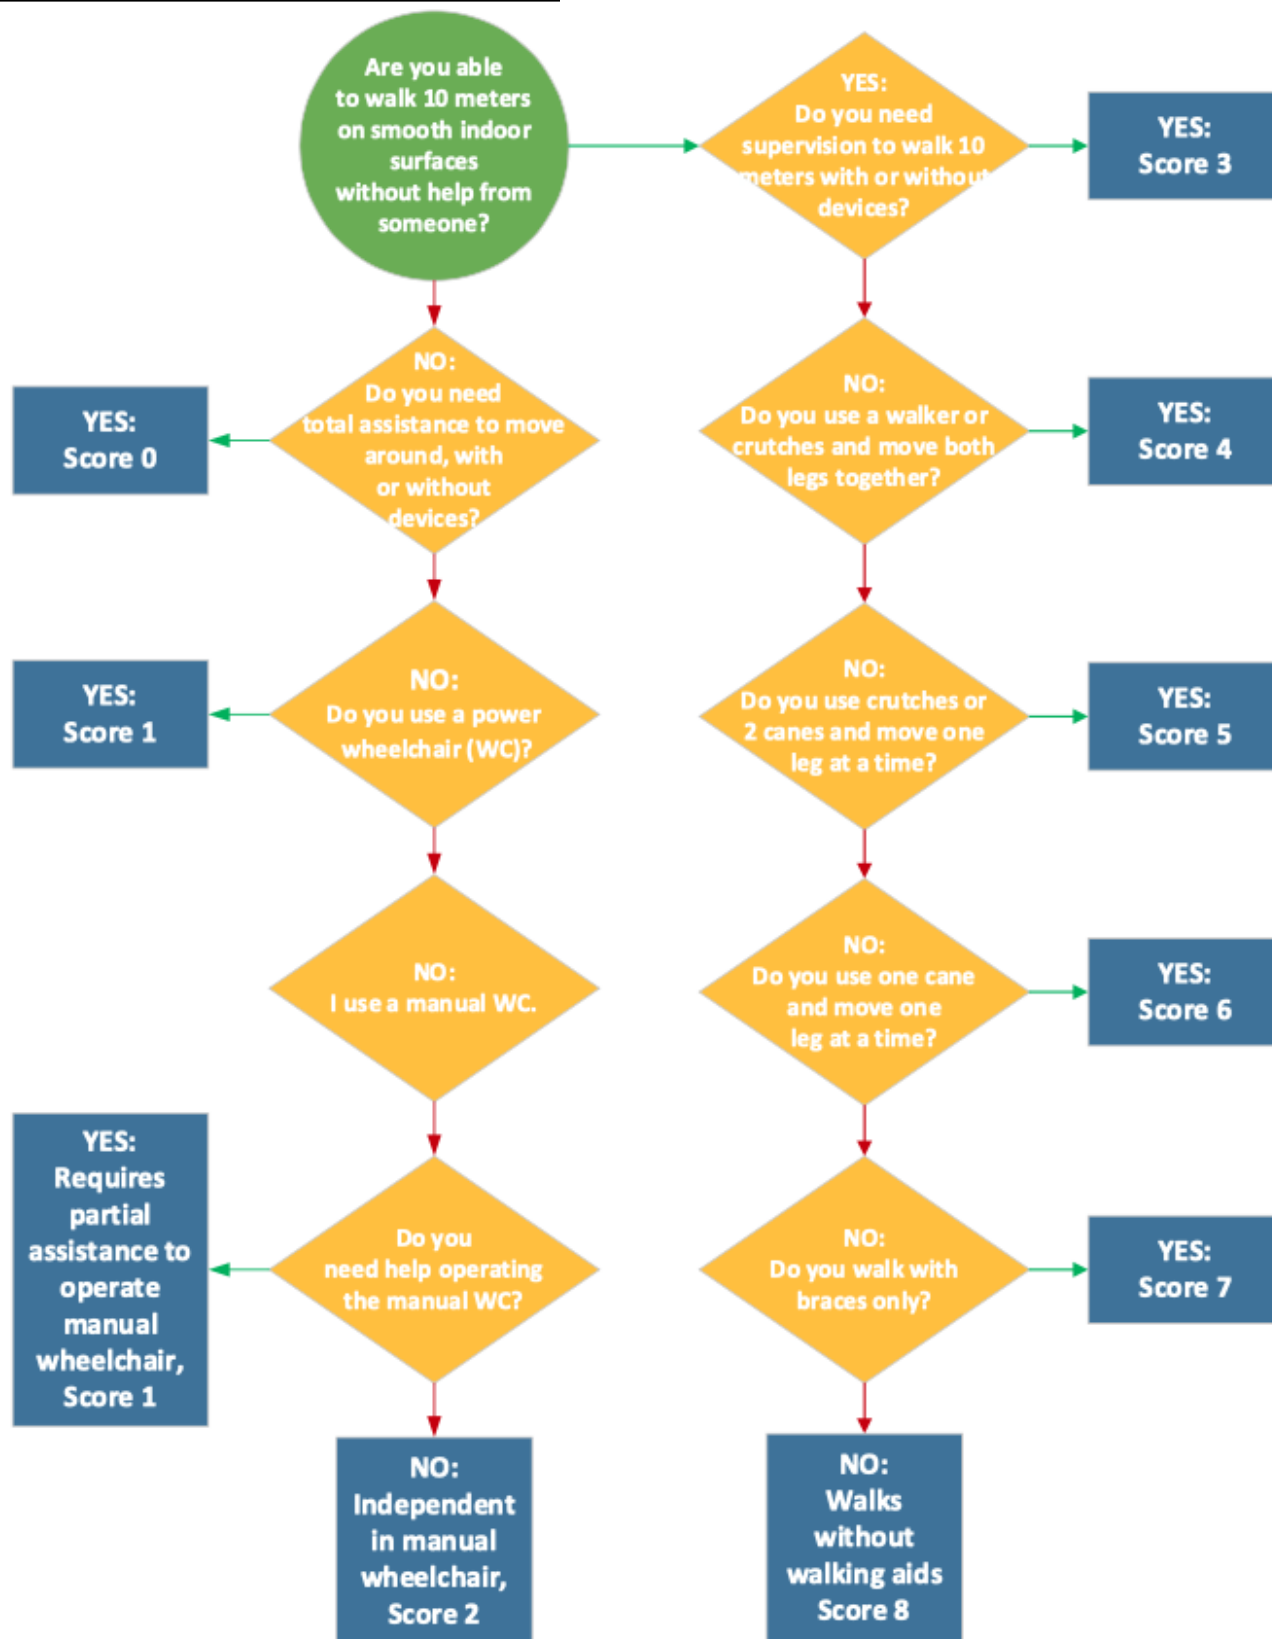 Are you able
to walk 10 meters
on smooth indoor
surfaces
without help from
someone?
YES:
Do you need
supervision to walk 10
meters with or without
devices?
YES:
Score 3
NO:
Do you need
total assistance to move
around, with
or without
devices?
YES:
Score 0
NO:
Do you use a walker or
crutches and move both
legs together?
YES:
Score 4
NO:
Do you use a power
wheelchair (WC)?
YES:
Score 1
NO:
Do you use crutches or
2 canes and move one
leg at a time?
YES:
Score 5
NO:
I use a manual WC.
NO:
Do you use one cane
and move one
leg at a time?
YES:
Score 6
YES:
Requires
partial
assistance to
operate
manual
wheelchair,
Score 1
Do you
need help operating
the manual WC?
NO:
Do you walk with
braces only?
YES:
Score 7
NO:
Independent
in manual
wheelchair,
Score 2
NO:
Walks
without
walking aids
Score 8